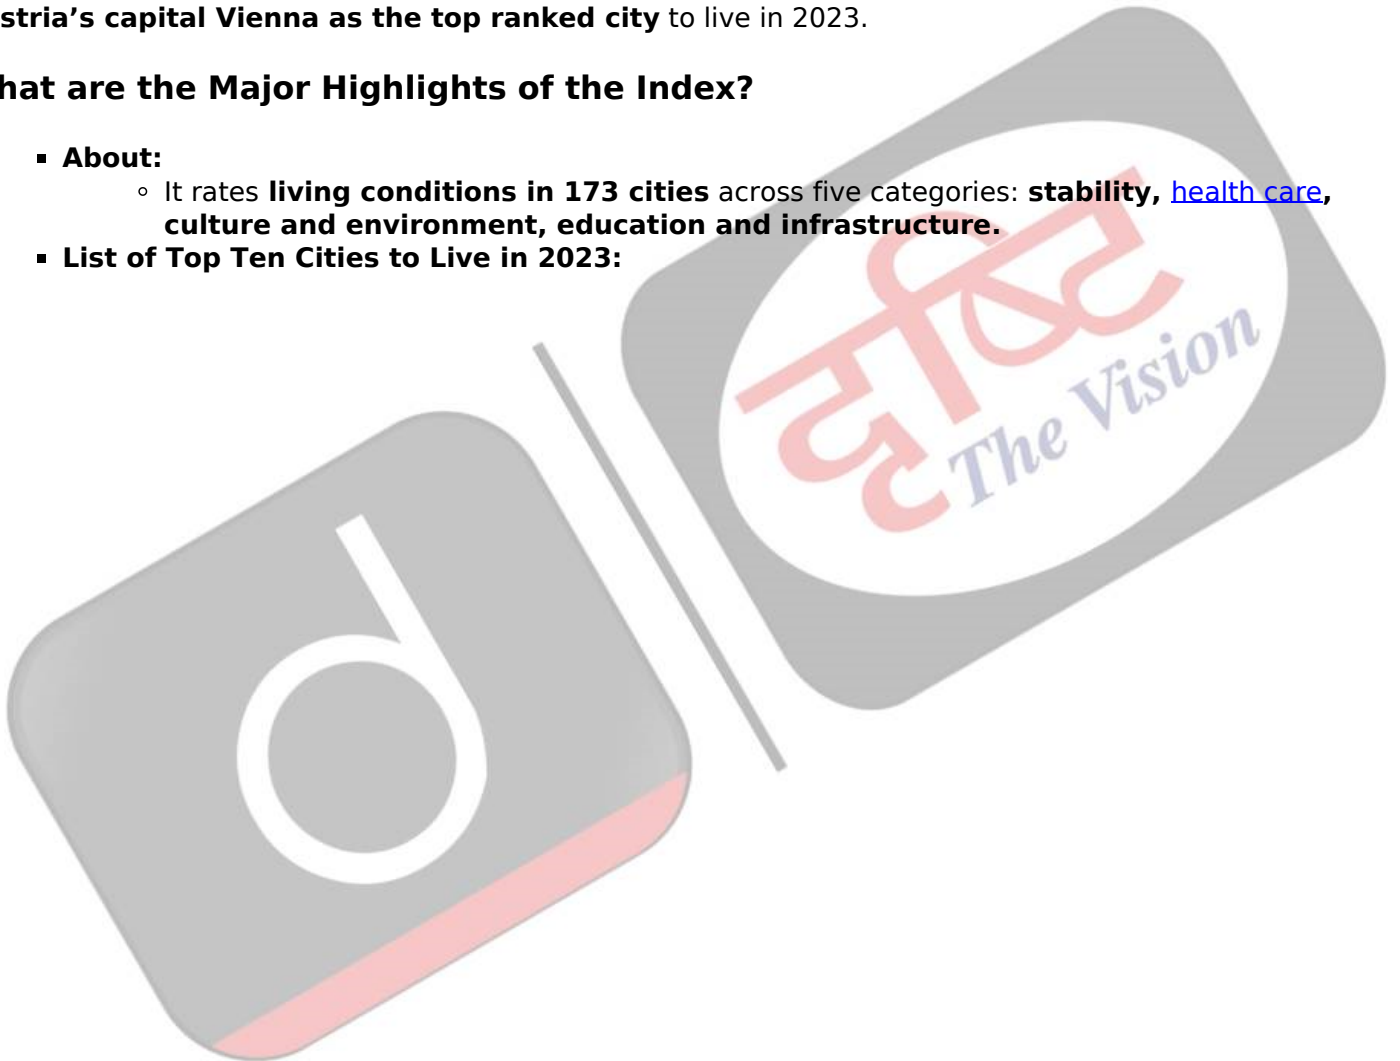 stria’s capital Vienna as the top ranked city to live in 2023.
hat are the Major Highlights of the Index?
▪ About:
◦ It rates living conditions in 173 cities across five categories: stability, health care,
culture and environment, education and infrastructure.
▪ List of Top Ten Cities to Live in 2023:
दृष्टि
The Vision
d